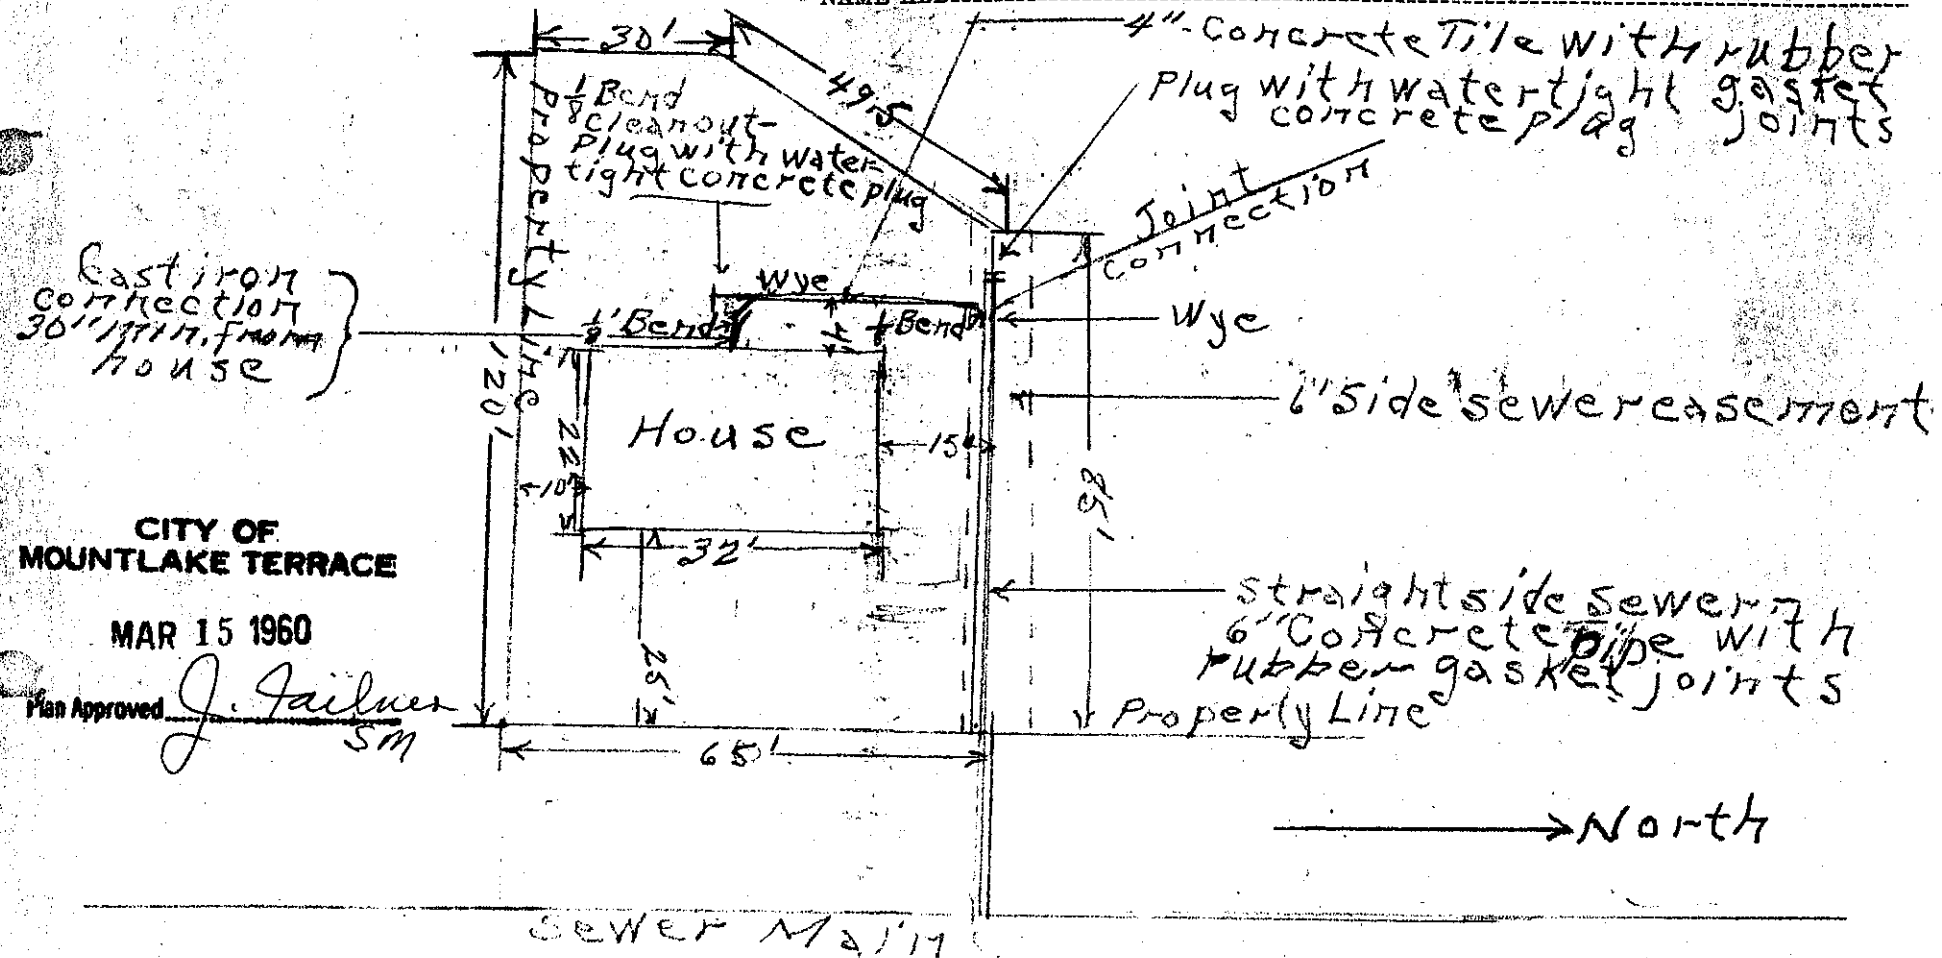 30'
49.5
4"-Concrete Tile with rubber
gasket
joints
Plug with watertight
concrete plug
1/8 Bend
Cleanout-
Plug with water-
tight concrete plug
Property Line
Joint
connection
Cast iron
connection
30" min. from
house
Wye
1/8' Bend
4'
1/8 Bend
Wye
120'
1'
22'
House
15'
10'
6' Side sewer easement
98'
32'
CITY OF
MOUNTLAKE TERRACE
MAR 15 1960
Plan Approved
SM
25'
Straight side sewer
6" Concrete pipe with
rubber gasket joints
Property Line
65'
North
Sewer Main